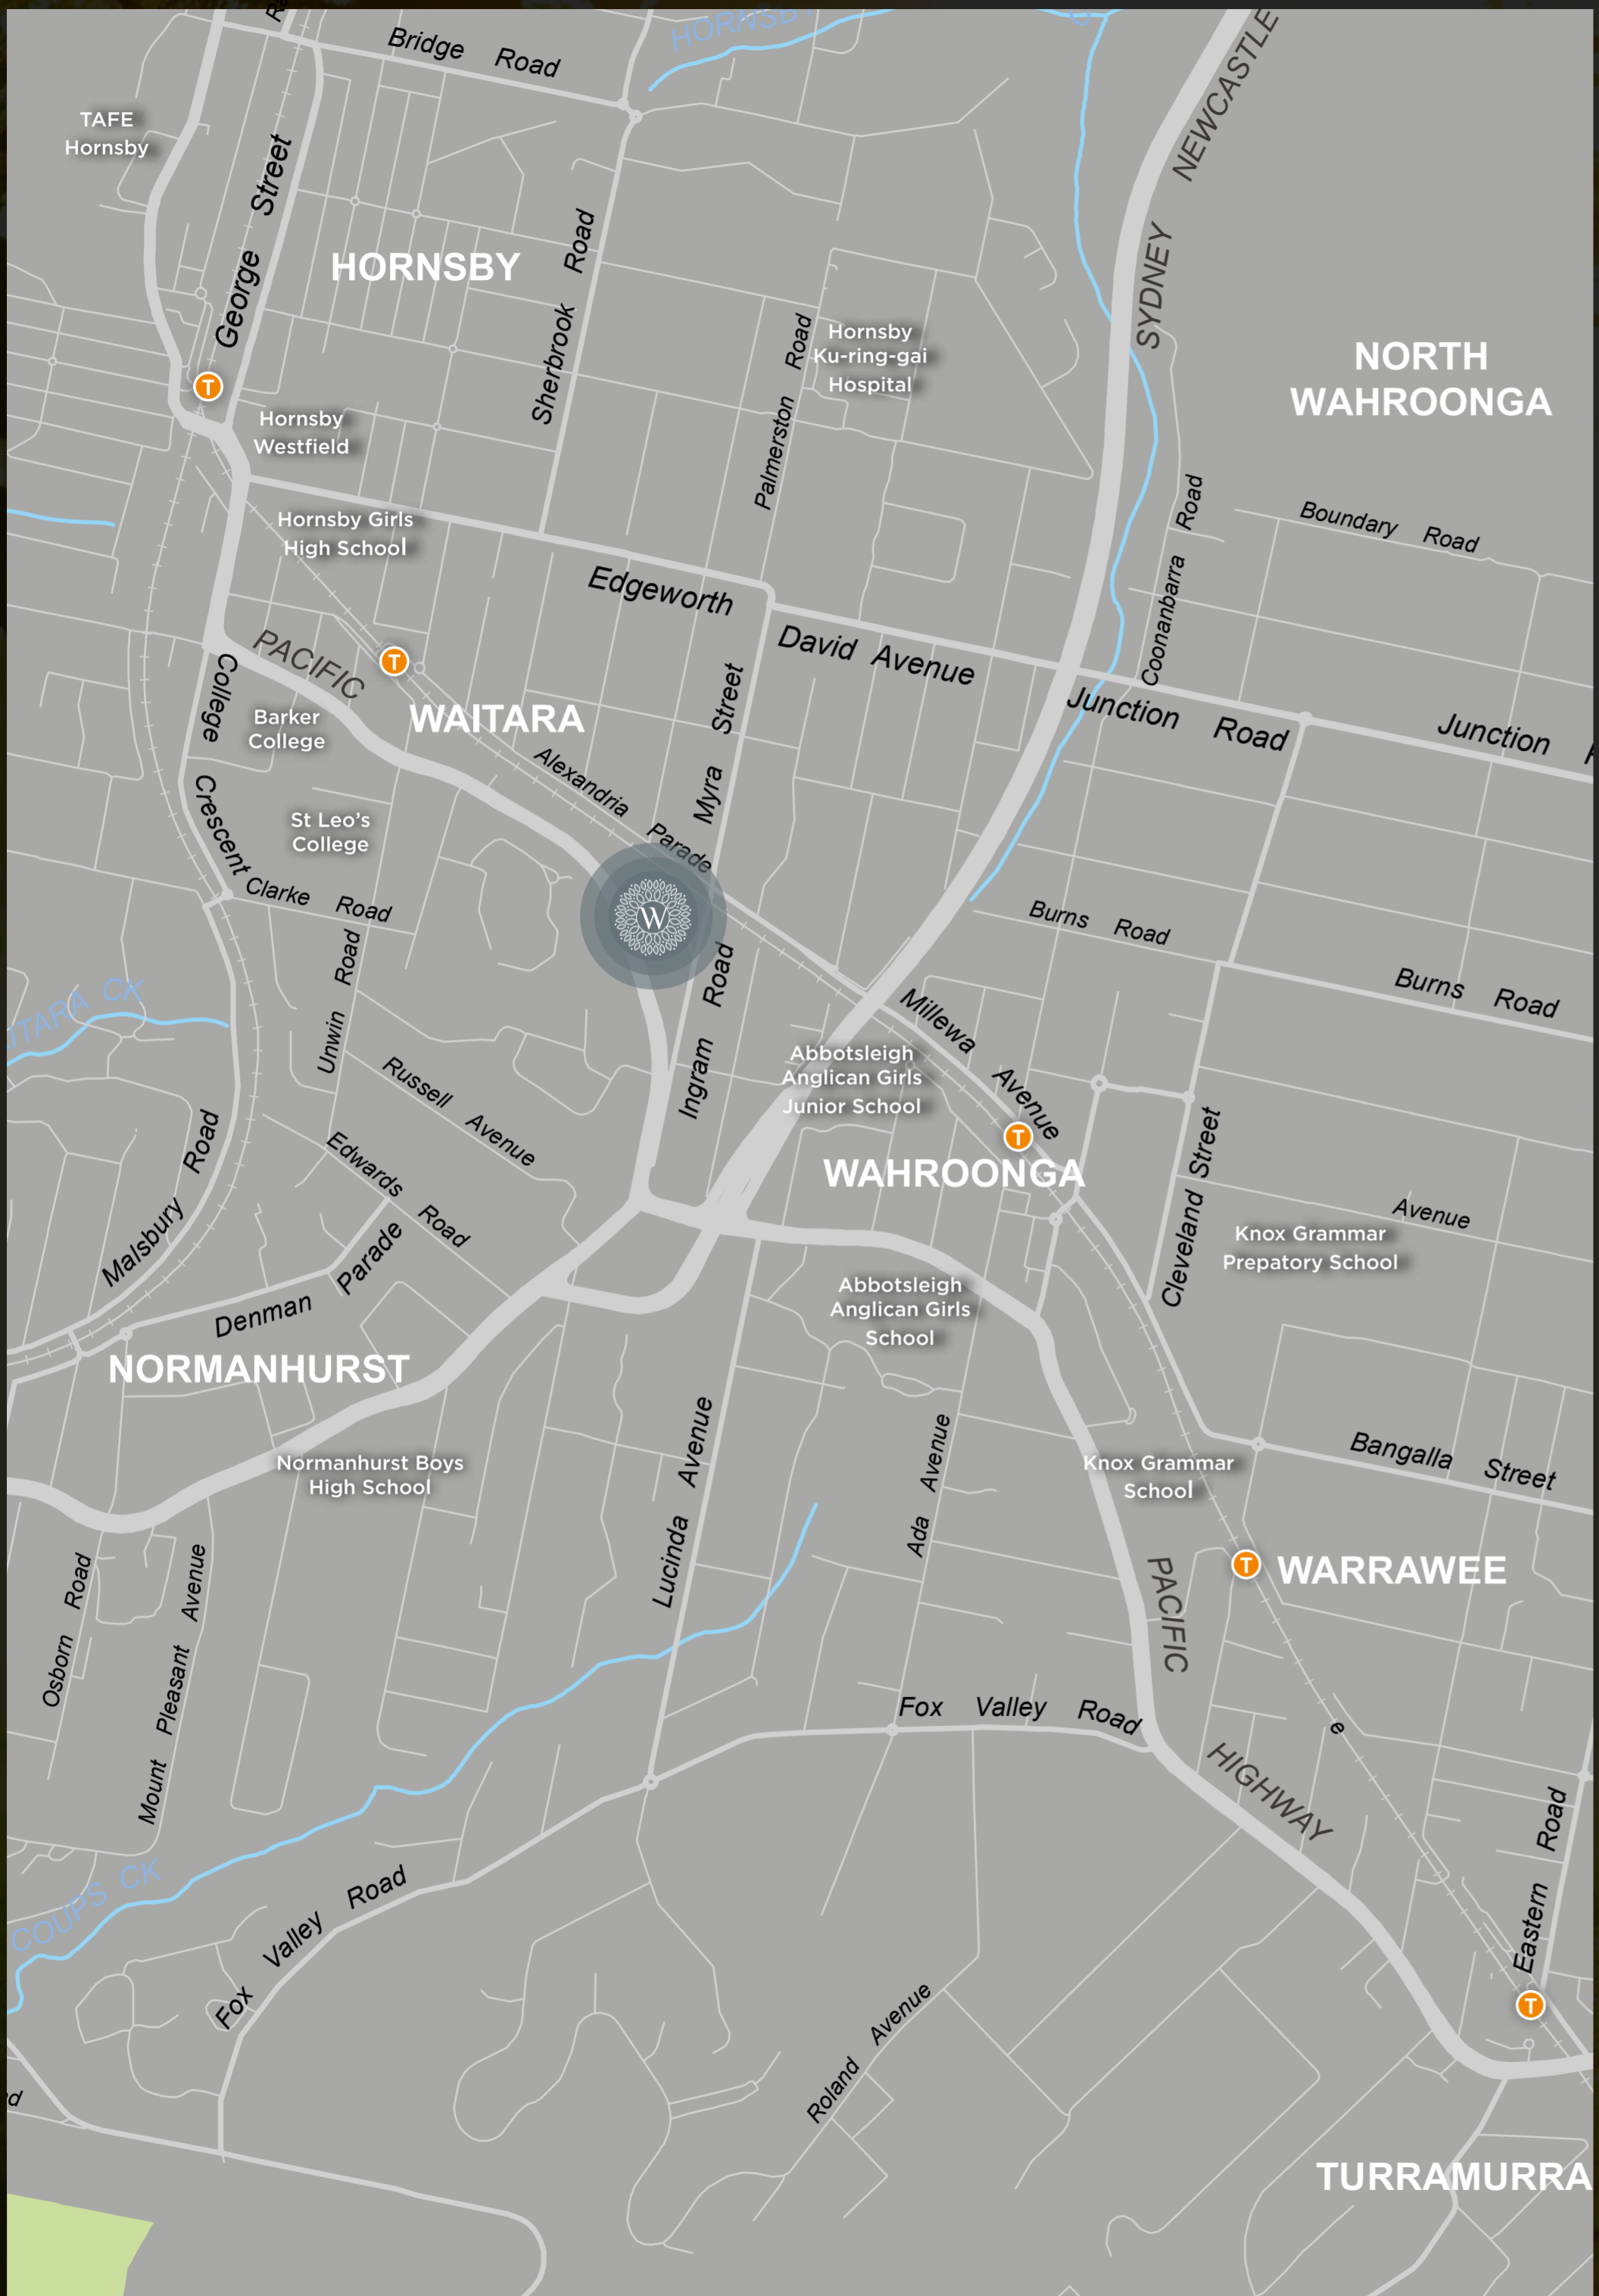 HORNSBY
Bridge Road
SYDNEY NEWCASTLE
TAFE
Hornsby
George Street
HORNSBY
Sherbrook Road
Palmerston Road
Hornsby
Ku-ring-gai
Hospital
NORTH
WAHROONGA
T
Hornsby
Westfield
Hornsby Girls
High School
Coonanbarra Road
Boundary Road
Edgeworth
David Avenue
Junction Road
Junction
PACIFIC
T
WAITARA
College
Crescent
Barker
College
Myra Street
Alexandria Parade
St Leo's
College
W
Clarke Road
Unwin Road
Burns Road
Burns Road
ITARA CK
Ingram Road
Millewa Avenue
Abbotsleigh
Anglican Girls
Junior School
T
WAHROONGA
Russell Avenue
Edwards Road
Malsbury Road
Denman Parade
Cleveland Street
Avenue
Knox Grammar
Prepatory School
Abbotsleigh
Anglican Girls
School
NORMANHURST
Normanhurst Boys
High School
Lucinda Avenue
Ada Avenue
Knox Grammar
School
Bangalla Street
T
WARRAWEE
PACIFIC
Osborn Road
Mount Pleasant Avenue
Fox Valley Road
e
HIGHWAY
Eastern Road
COUPS CK
Fox Valley Road
T
Roland Avenue
TURRAMURRA